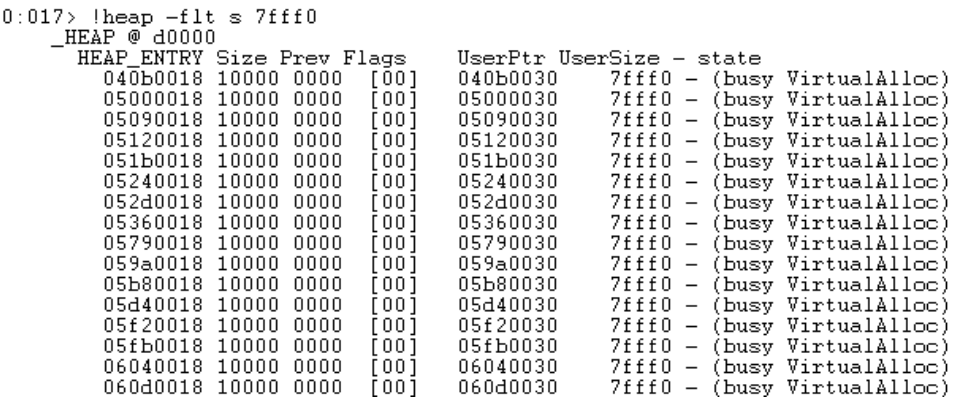 0:017> !heap -flt s 7fff0
_HEAP @ d0000
HEAP_ENTRY Size Prev Flags UserPtr UserSize - state
040b0018 10000 0000 [00] 040b0030 7fff0 - (busy VirtualAlloc)
05000018 10000 0000 [00] 05000030 7fff0 - (busy VirtualAlloc)
05090018 10000 0000 [00] 05090030 7fff0 - (busy VirtualAlloc)
05120018 10000 0000 [00] 05120030 7fff0 - (busy VirtualAlloc)
051b0018 10000 0000 [00] 051b0030 7fff0 - (busy VirtualAlloc)
05240018 10000 0000 [00] 05240030 7fff0 - (busy VirtualAlloc)
052d0018 10000 0000 [00] 052d0030 7fff0 - (busy VirtualAlloc)
05360018 10000 0000 [00] 05360030 7fff0 - (busy VirtualAlloc)
05790018 10000 0000 [00] 05790030 7fff0 - (busy VirtualAlloc)
059a0018 10000 0000 [00] 059a0030 7fff0 - (busy VirtualAlloc)
05b80018 10000 0000 [00] 05b80030 7fff0 - (busy VirtualAlloc)
05d40018 10000 0000 [00] 05d40030 7fff0 - (busy VirtualAlloc)
05f20018 10000 0000 [00] 05f20030 7fff0 - (busy VirtualAlloc)
05fb0018 10000 0000 [00] 05fb0030 7fff0 - (busy VirtualAlloc)
06040018 10000 0000 [00] 06040030 7fff0 - (busy VirtualAlloc)
060d0018 10000 0000 [00] 060d0030 7fff0 - (busy VirtualAlloc)